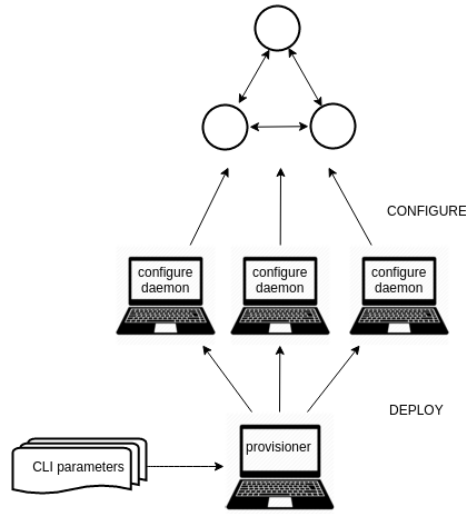 CONFIGURE
configure
daemon
configure
daemon
configure
daemon
DEPLOY
provisioner
CLI parameters